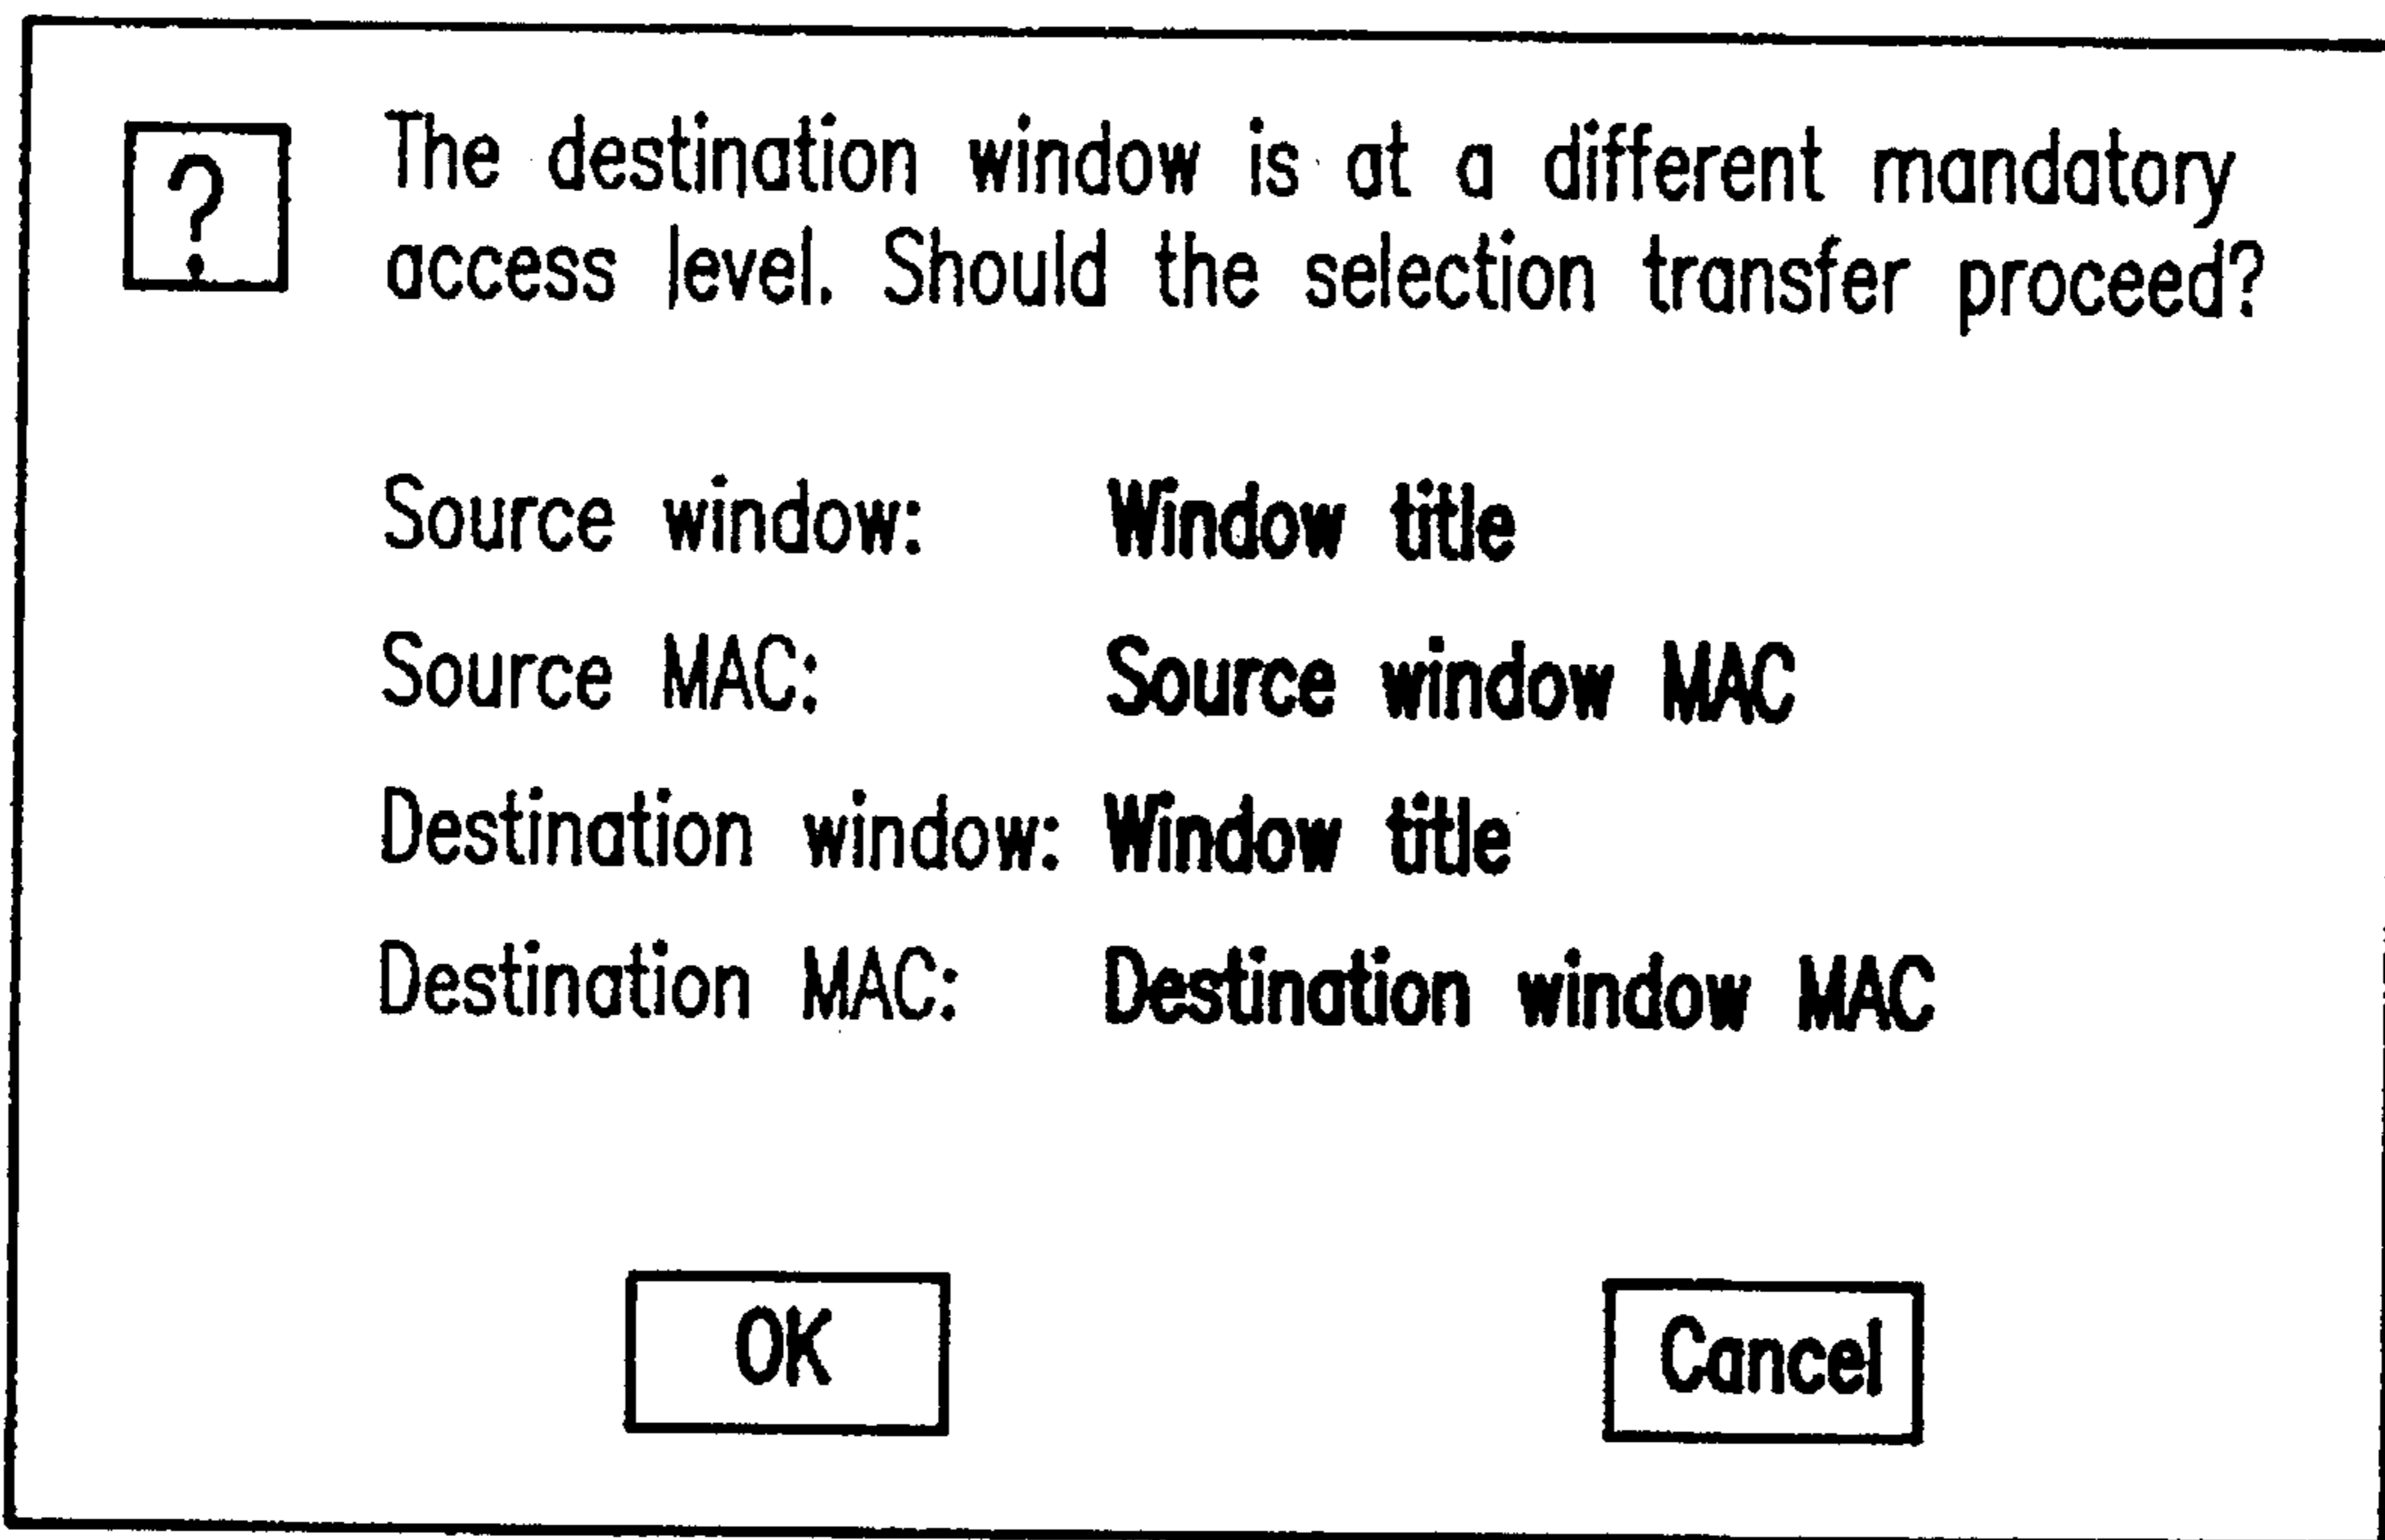 ?
The destination window is at a different mandatory
access level. Should the selection transfer proceed?
Source window: Window title
Source MAC: Source window MAC
Destination window: Window title
Destination MAC: Destination window MAC
OK Cancel